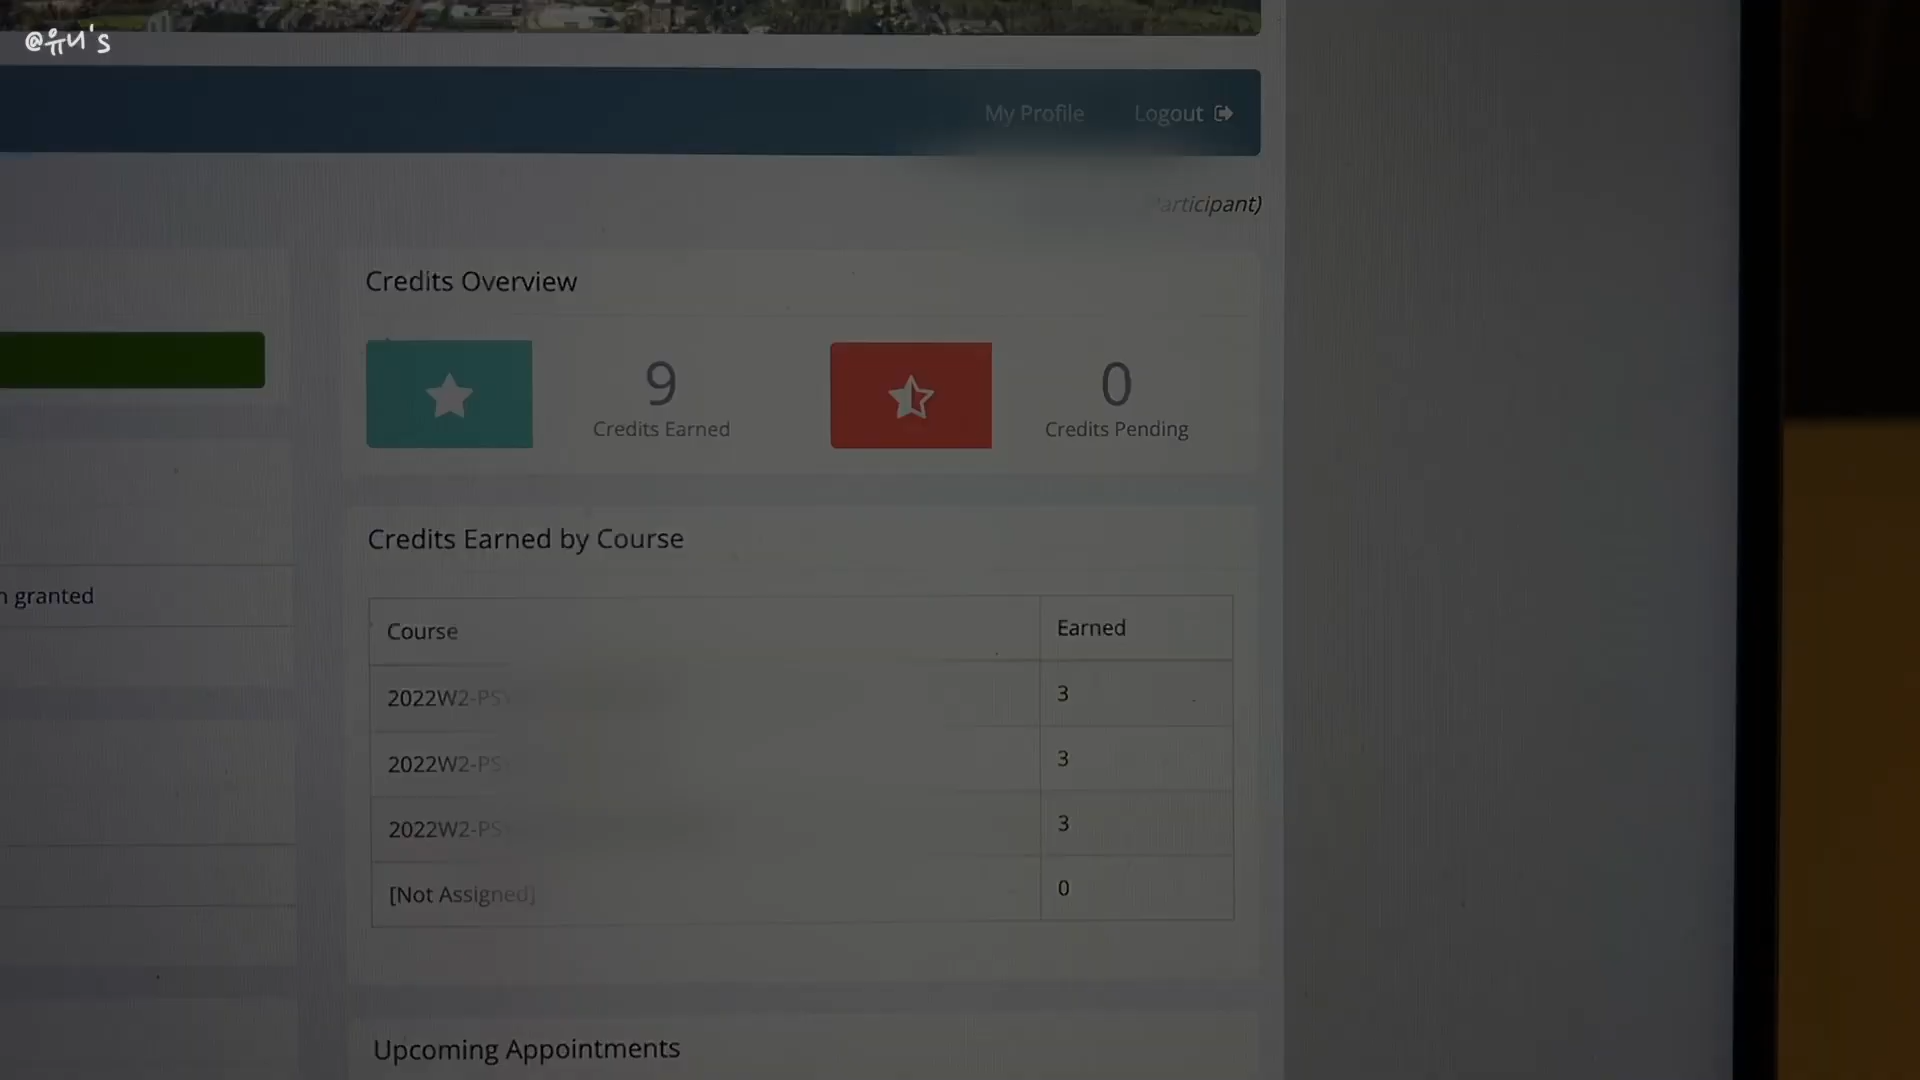 @유니's
My Profile Logout
articipant)
Credits Overview
9
Credits Earned
0
Credits Pending
Credits Earned by Course
granted
Course Earned
2022W2-PS 3
2022W2-PS 3
2022W2-PS 3
[Not Assigned] 0
Upcoming Appointments